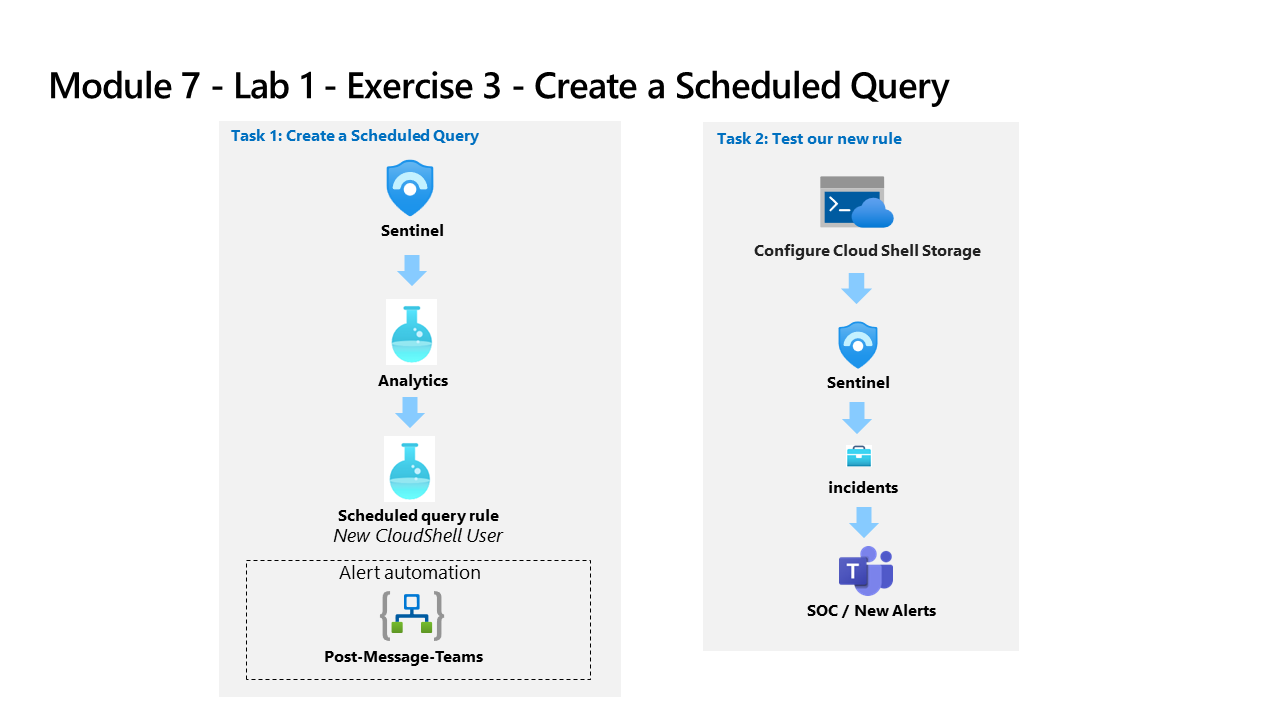 Module 7 - Lab 1 - Exercise 3 - Create a Scheduled Query
Task 1: Create a Scheduled Query
Sentinel
Analytics
Scheduled query rule
New CloudShell User
Alert automation
Post-Message-Teams
Task 2: Test our new rule
Configure Cloud Shell Storage
Sentinel
incidents
T
SOC / New Alerts